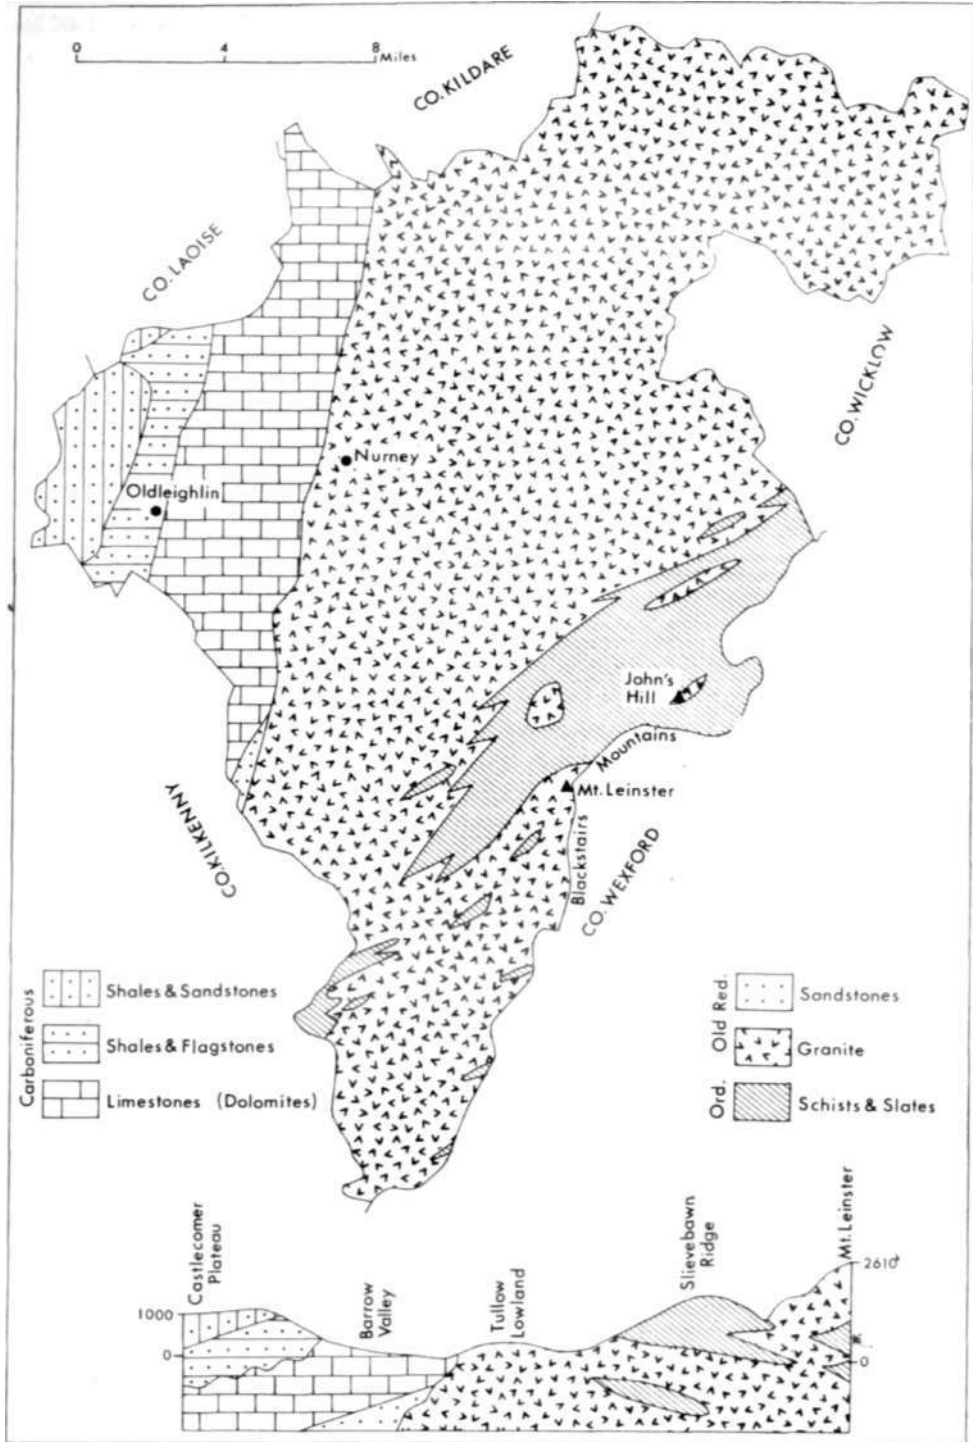 0 4 8
Miles
CO. KILDARE
CO. LAOISE
CO. WICKLOW
Nurney
Oldleighlin
John's
Hill
Mountains
Mt. Leinster
Blackstairs
CO. WEXFORD
CO. KILKENNY
Carboniferous
Shales & Sandstones
Shales & Flagstones
Limestones (Dolomites)
Old Red.
Sandstones
Granite
Ord.
Schists & Slates
Castlecomer
Plateau
Barrow
Valley
Tullow
Lowland
Slievebawn
Ridge
Mt. Leinster
1000
0
2610
0